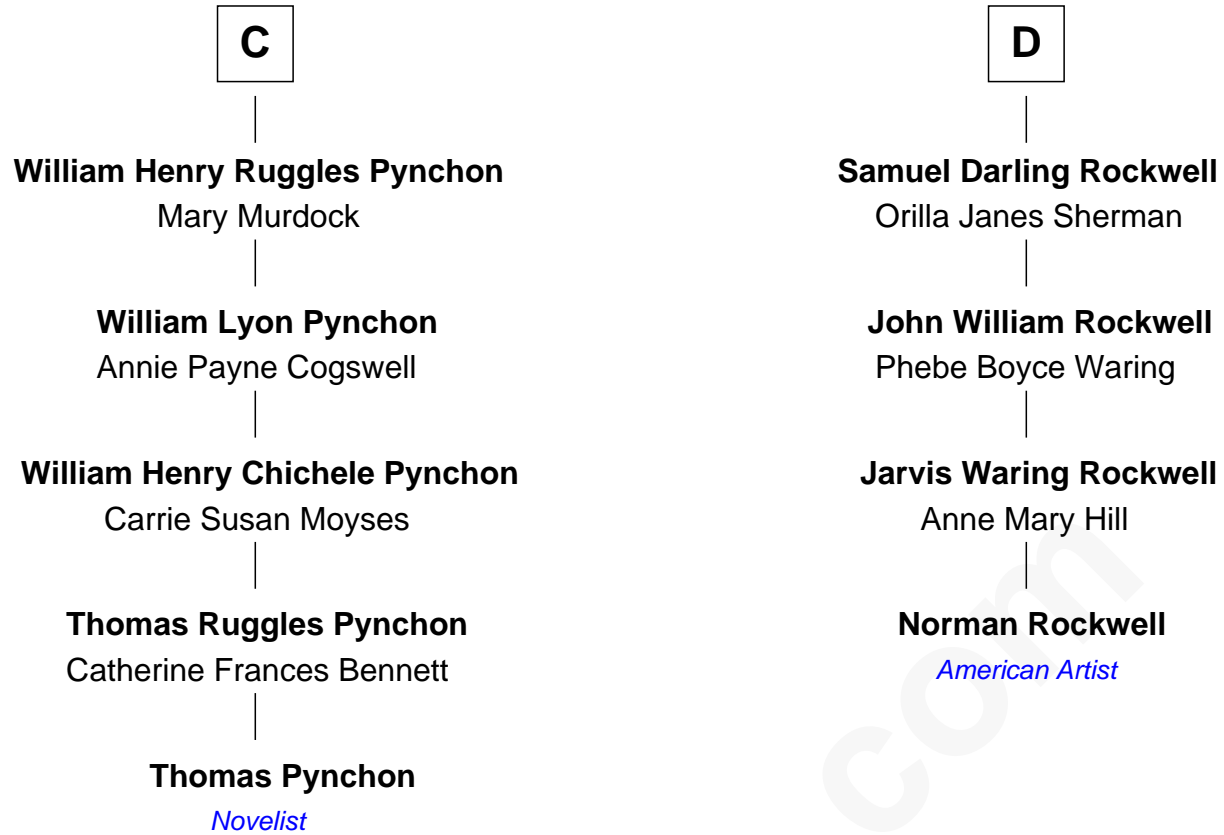 C
William Henry Ruggles Pynchon
Mary Murdock
William Lyon Pynchon
Annie Payne Cogswell
William Henry Chichele Pynchon
Carrie Susan Moyses
Thomas Ruggles Pynchon
Catherine Frances Bennett
Thomas Pynchon
Novelist
D
Samuel Darling Rockwell
Orilla Janes Sherman
John William Rockwell
Phebe Boyce Waring
Jarvis Waring Rockwell
Anne Mary Hill
Norman Rockwell
American Artist
com